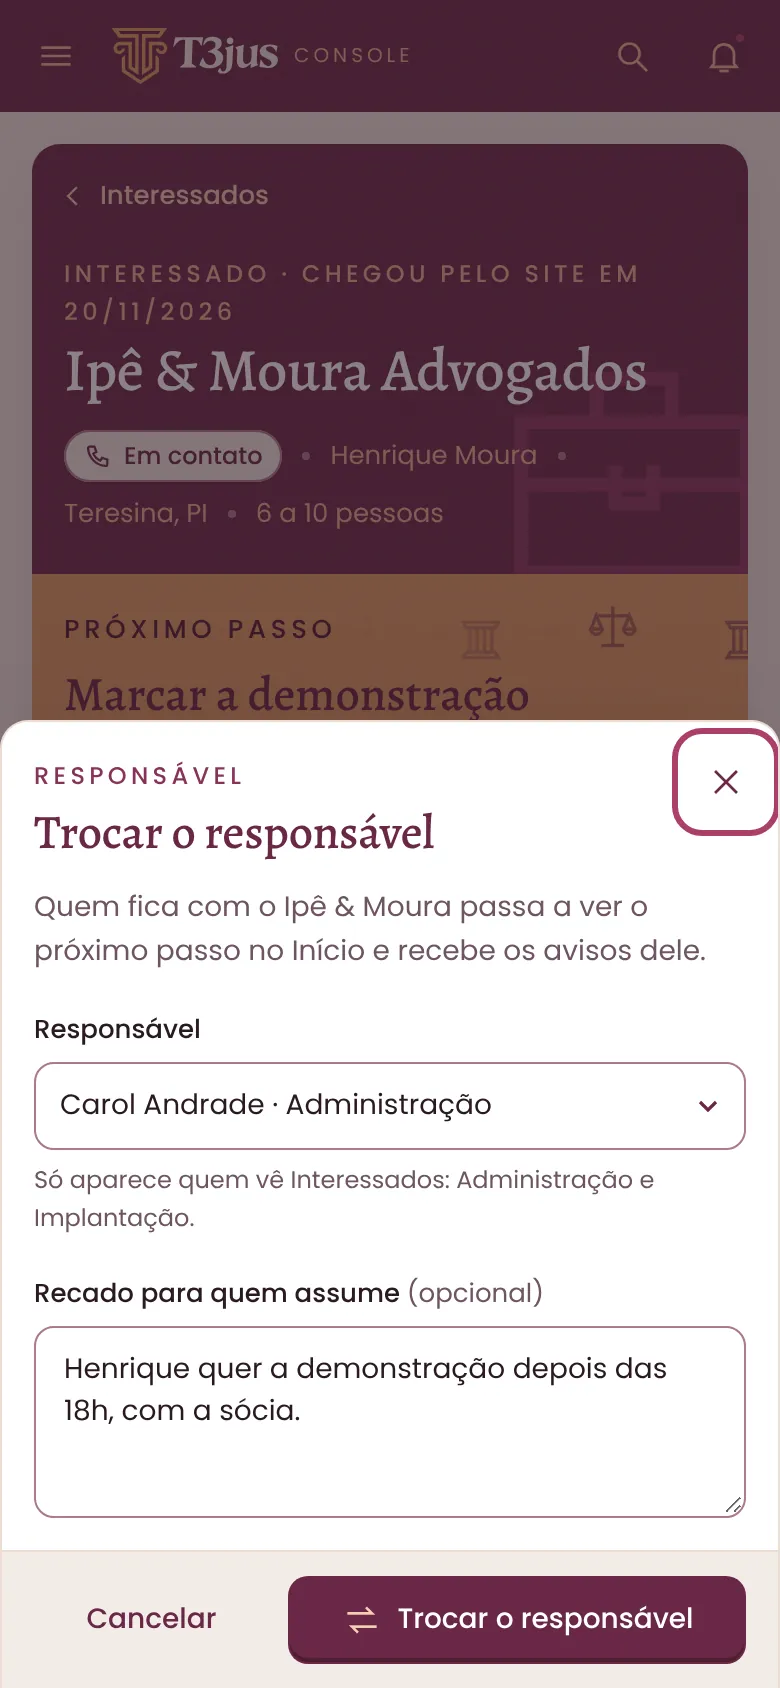 T3jus CONSOLE
Interessados
INTERESSADO · CHEGOU PELO SITE EM
20/11/2026
Ipê & Moura Advogados
Em contato • Henrique Moura •
Teresina, PI • 6 a 10 pessoas
PRÓXIMO PASSO
Marcar a demonstração
RESPONSÁVEL
Trocar o responsável
Quem fica com o Ipê & Moura passa a ver o
próximo passo no Início e recebe os avisos dele.
Responsável
Carol Andrade · Administração
Só aparece quem vê Interessados: Administração e
Implantação.
Recado para quem assume (opcional)
Henrique quer a demonstração depois das
18h, com a sócia.
Cancelar
Trocar o responsável